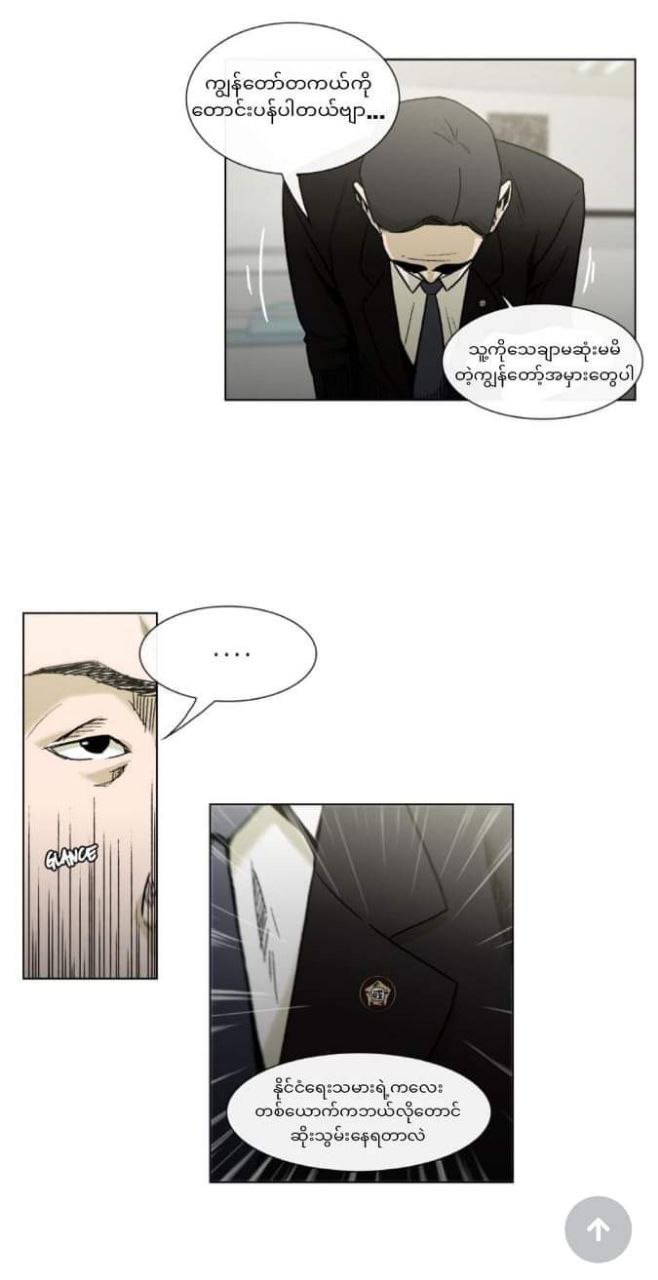 ကျွန်တော်တကယ်ကို
တောင်းပန်ပါတယ်ဗျာ...
သူ့ကိုသေချာမဆုံးမမိ
တဲ့ကျွန်တော့်အမှားတွေပါ
....
GLANCE
နိုင်ငံရေးသမားရဲ့ကလေး
တစ်ယောက်ကဘယ်လိုတောင်
ဆိုးသွမ်းနေရတာလဲ